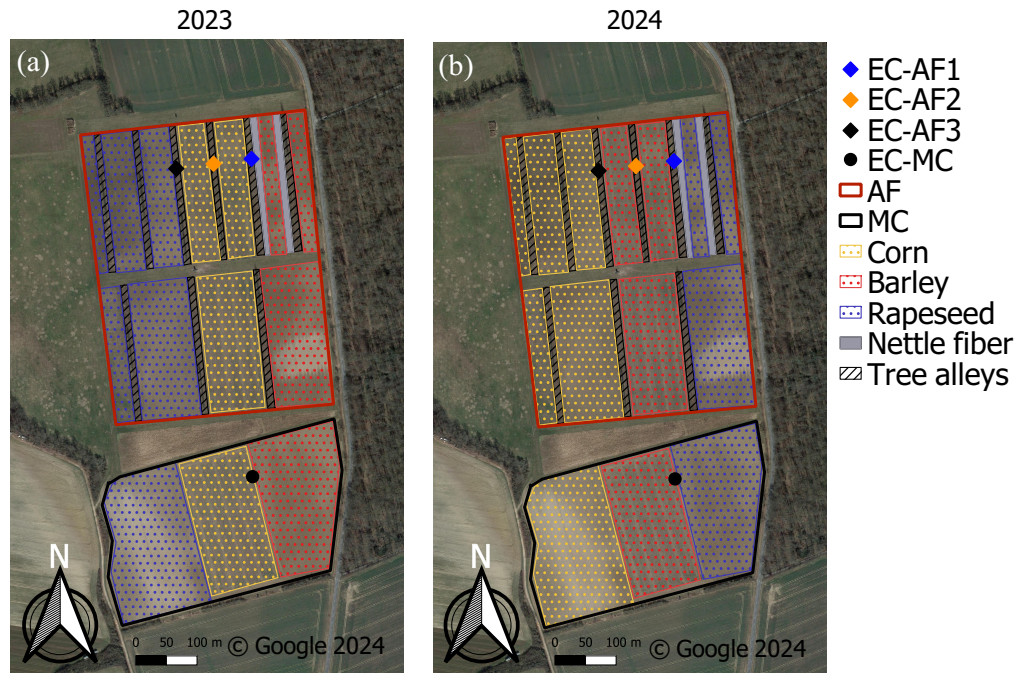 2023
2024
(a)
(b)
EC-AF1
EC-AF2
EC-AF3
EC-MC
AF
MC
Corn
Barley
Rapeseed
Nettle fiber
Tree alleys
N
0 50 100 m
© Google 2024
N
0 50 100 m
© Google 2024